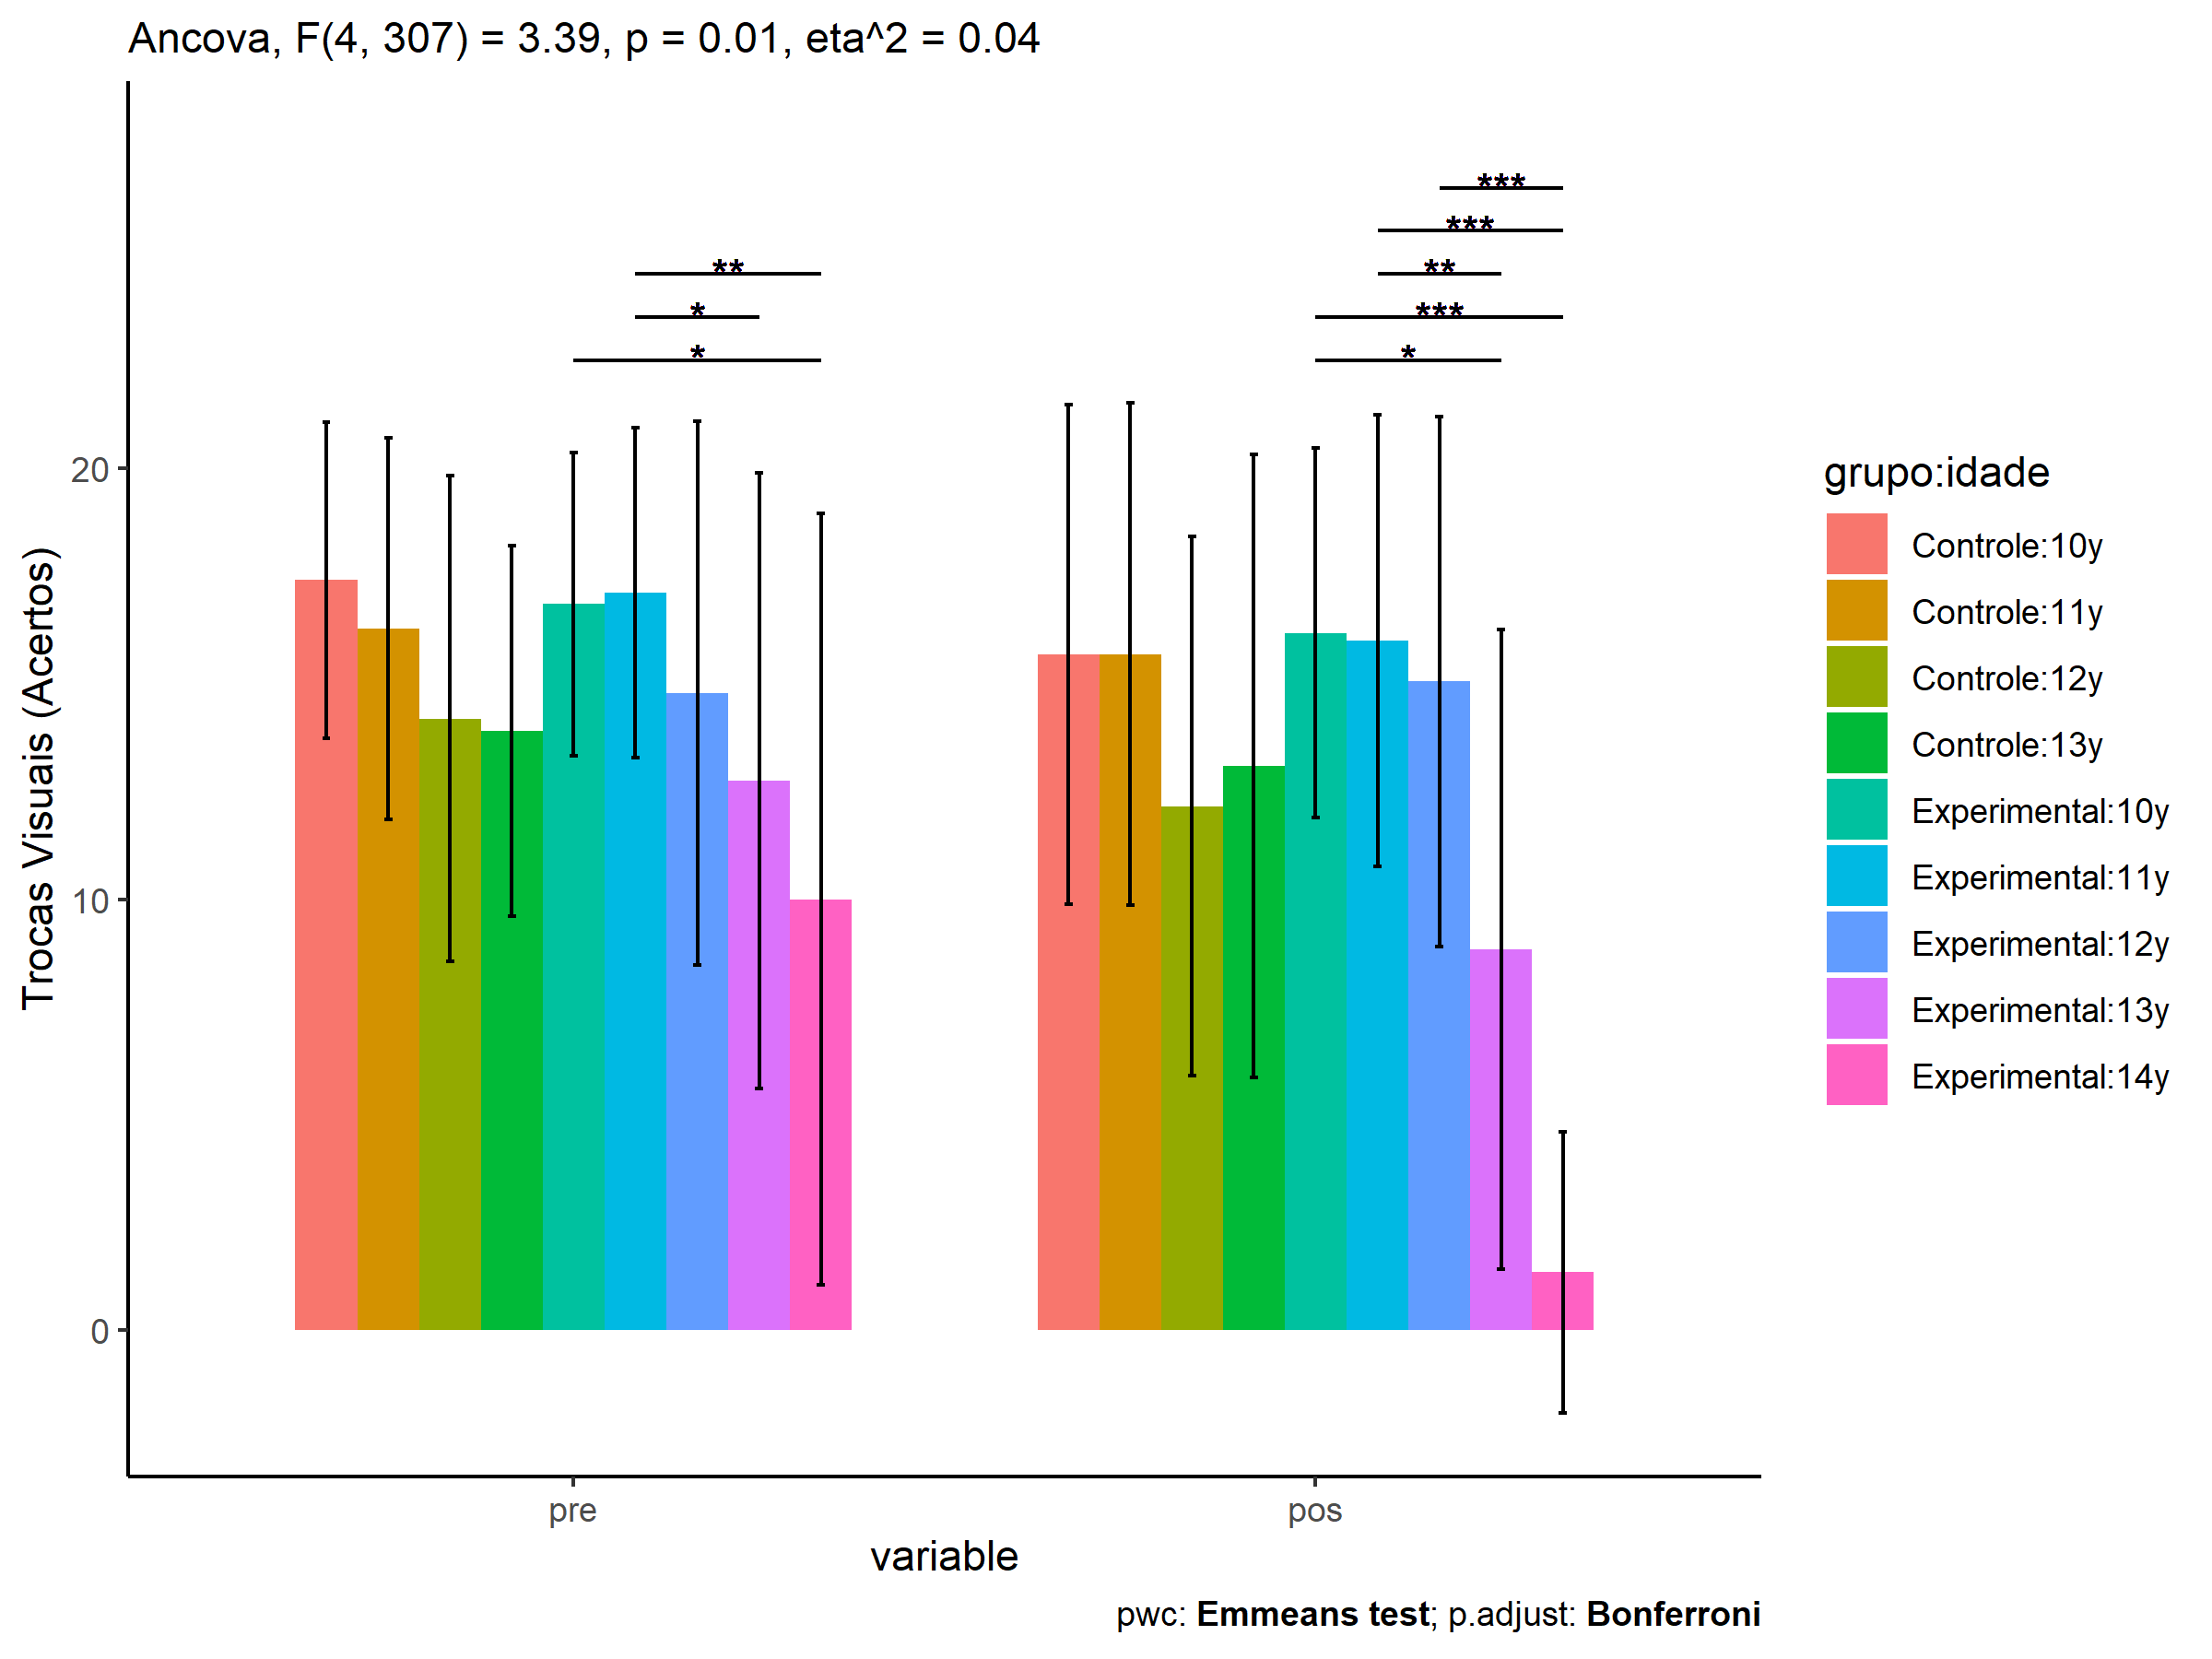 Ancova, F(4, 307) = 3.39, p = 0.01, eta^2 = 0.04
***
***
**
**
*
***
*
*
20
10
0
Trocas Visuais (Acertos)
pre
pos
variable
grupo:idade
Controle:10y
Controle:11y
Controle:12y
Controle:13y
Experimental:10y
Experimental:11y
Experimental:12y
Experimental:13y
Experimental:14y
pwc: Emmeans test; p.adjust: Bonferroni